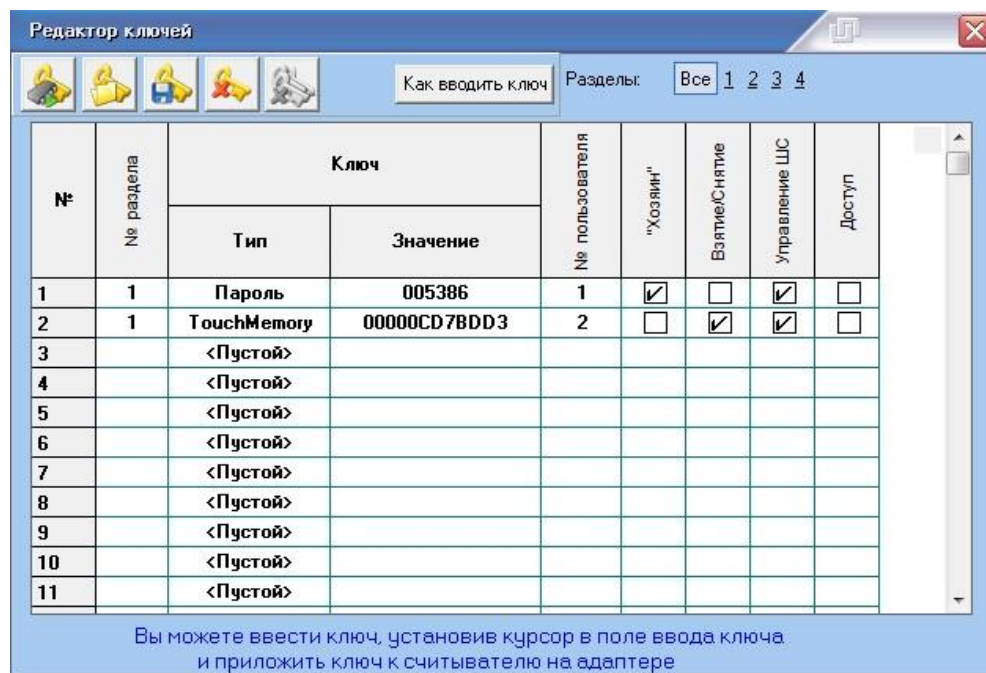 Редактор ключей
Как вводить ключ
Разделы: Все 1 2 3 4
№ № раздела Ключ № пользователя "Хозяин" Взятие/Снятие Управление ШС Доступ
Тип Значение
1 1 Пароль 005386 1
2 1 TouchMemory 00000CD7BDD3 2
3 <Пустой>
4 <Пустой>
5 <Пустой>
6 <Пустой>
7 <Пустой>
8 <Пустой>
9 <Пустой>
10 <Пустой>
11 <Пустой>
Вы можете ввести ключ, установив курсор в поле ввода ключа
и приложить ключ к считывателю на адаптере